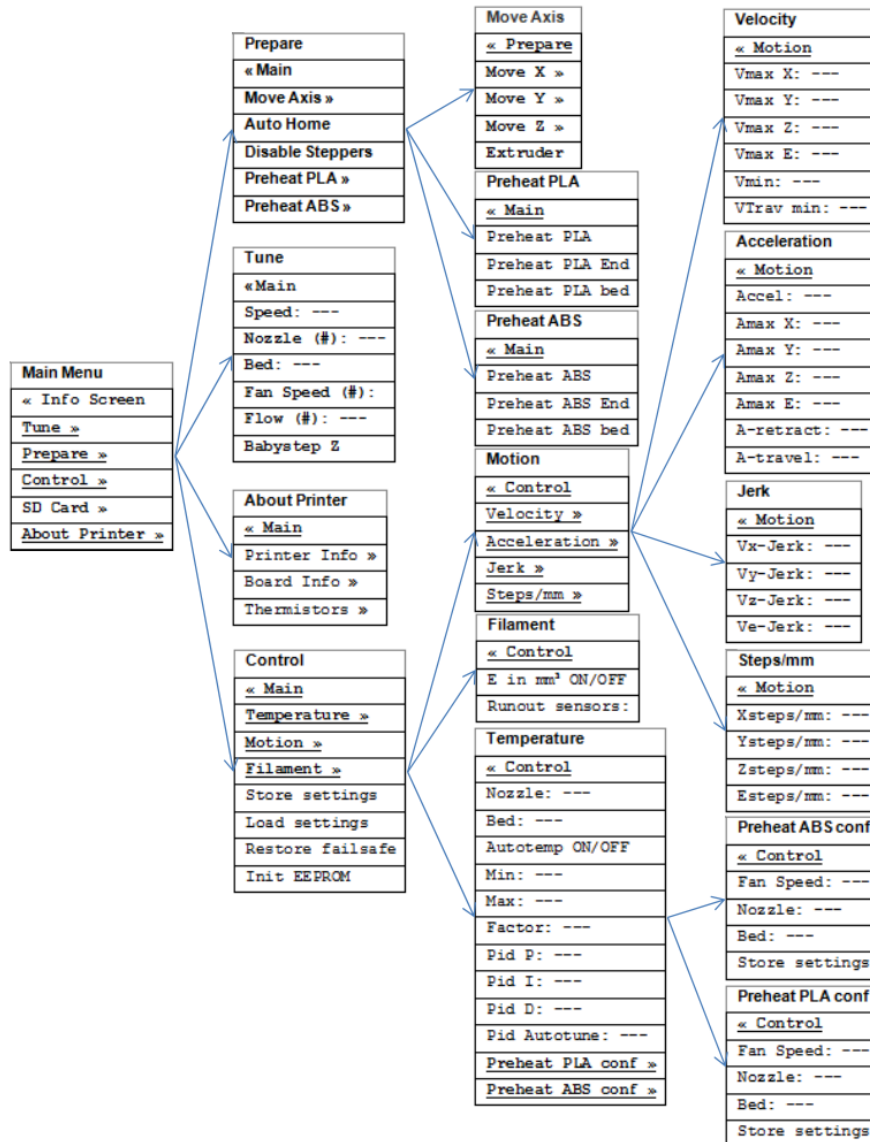 Main Menu
« Info Screen
Tune »
Prepare »
Control »
SD Card »
About Printer »
Prepare
« Main
Move Axis »
Auto Home
Disable Steppers
Preheat PLA »
Preheat ABS »
Tune
«Main
Speed: ---
Nozzle (#): ---
Bed: ---
Fan Speed (#):
Flow (#): ---
Babystep Z
About Printer
« Main
Printer Info »
Board Info »
Thermistors »
Control
« Main
Temperature »
Motion »
Filament »
Store settings
Load settings
Restore failsafe
Init EEPROM
Move Axis
« Prepare
Move X »
Move Y »
Move Z »
Extruder
Preheat PLA
« Main
Preheat PLA
Preheat PLA End
Preheat PLA bed
Preheat ABS
« Main
Preheat ABS
Preheat ABS End
Preheat ABS bed
Motion
« Control
Velocity »
Acceleration »
Jerk »
Steps/mm »
Filament
« Control
E in mm³ ON/OFF
Runout sensors:
Temperature
« Control
Nozzle: ---
Bed: ---
Autotemp ON/OFF
Min: ---
Max: ---
Factor: ---
Pid P: ---
Pid I: ---
Pid D: ---
Pid Autotune: ---
Preheat PLA conf »
Preheat ABS conf »
Velocity
« Motion
Vmax X: ---
Vmax Y: ---
Vmax Z: ---
Vmax E: ---
Vmin: ---
VTrav min: ---
Acceleration
« Motion
Accel: ---
Amax X: ---
Amax Y: ---
Amax Z: ---
Amax E: ---
A-retract: ---
A-travel: ---
Jerk
« Motion
Vx-Jerk: ---
Vy-Jerk: ---
Vz-Jerk: ---
Ve-Jerk: ---
Steps/mm
« Motion
Xsteps/mm: ---
Ysteps/mm: ---
Zsteps/mm: ---
Esteps/mm: ---
Preheat ABS conf
« Control
Fan Speed: ---
Nozzle: ---
Bed: ---
Store settings
Preheat PLA conf
« Control
Fan Speed: ---
Nozzle: ---
Bed: ---
Store settings